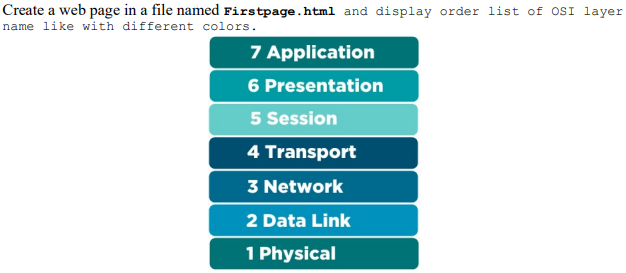 Create a web page in a file named Firstpage.html and display order list of OSI layer
name like with different colors.
7 Application
6 Presentation
5 Session
4 Transport
3 Network
2 Data Link
1 Physical